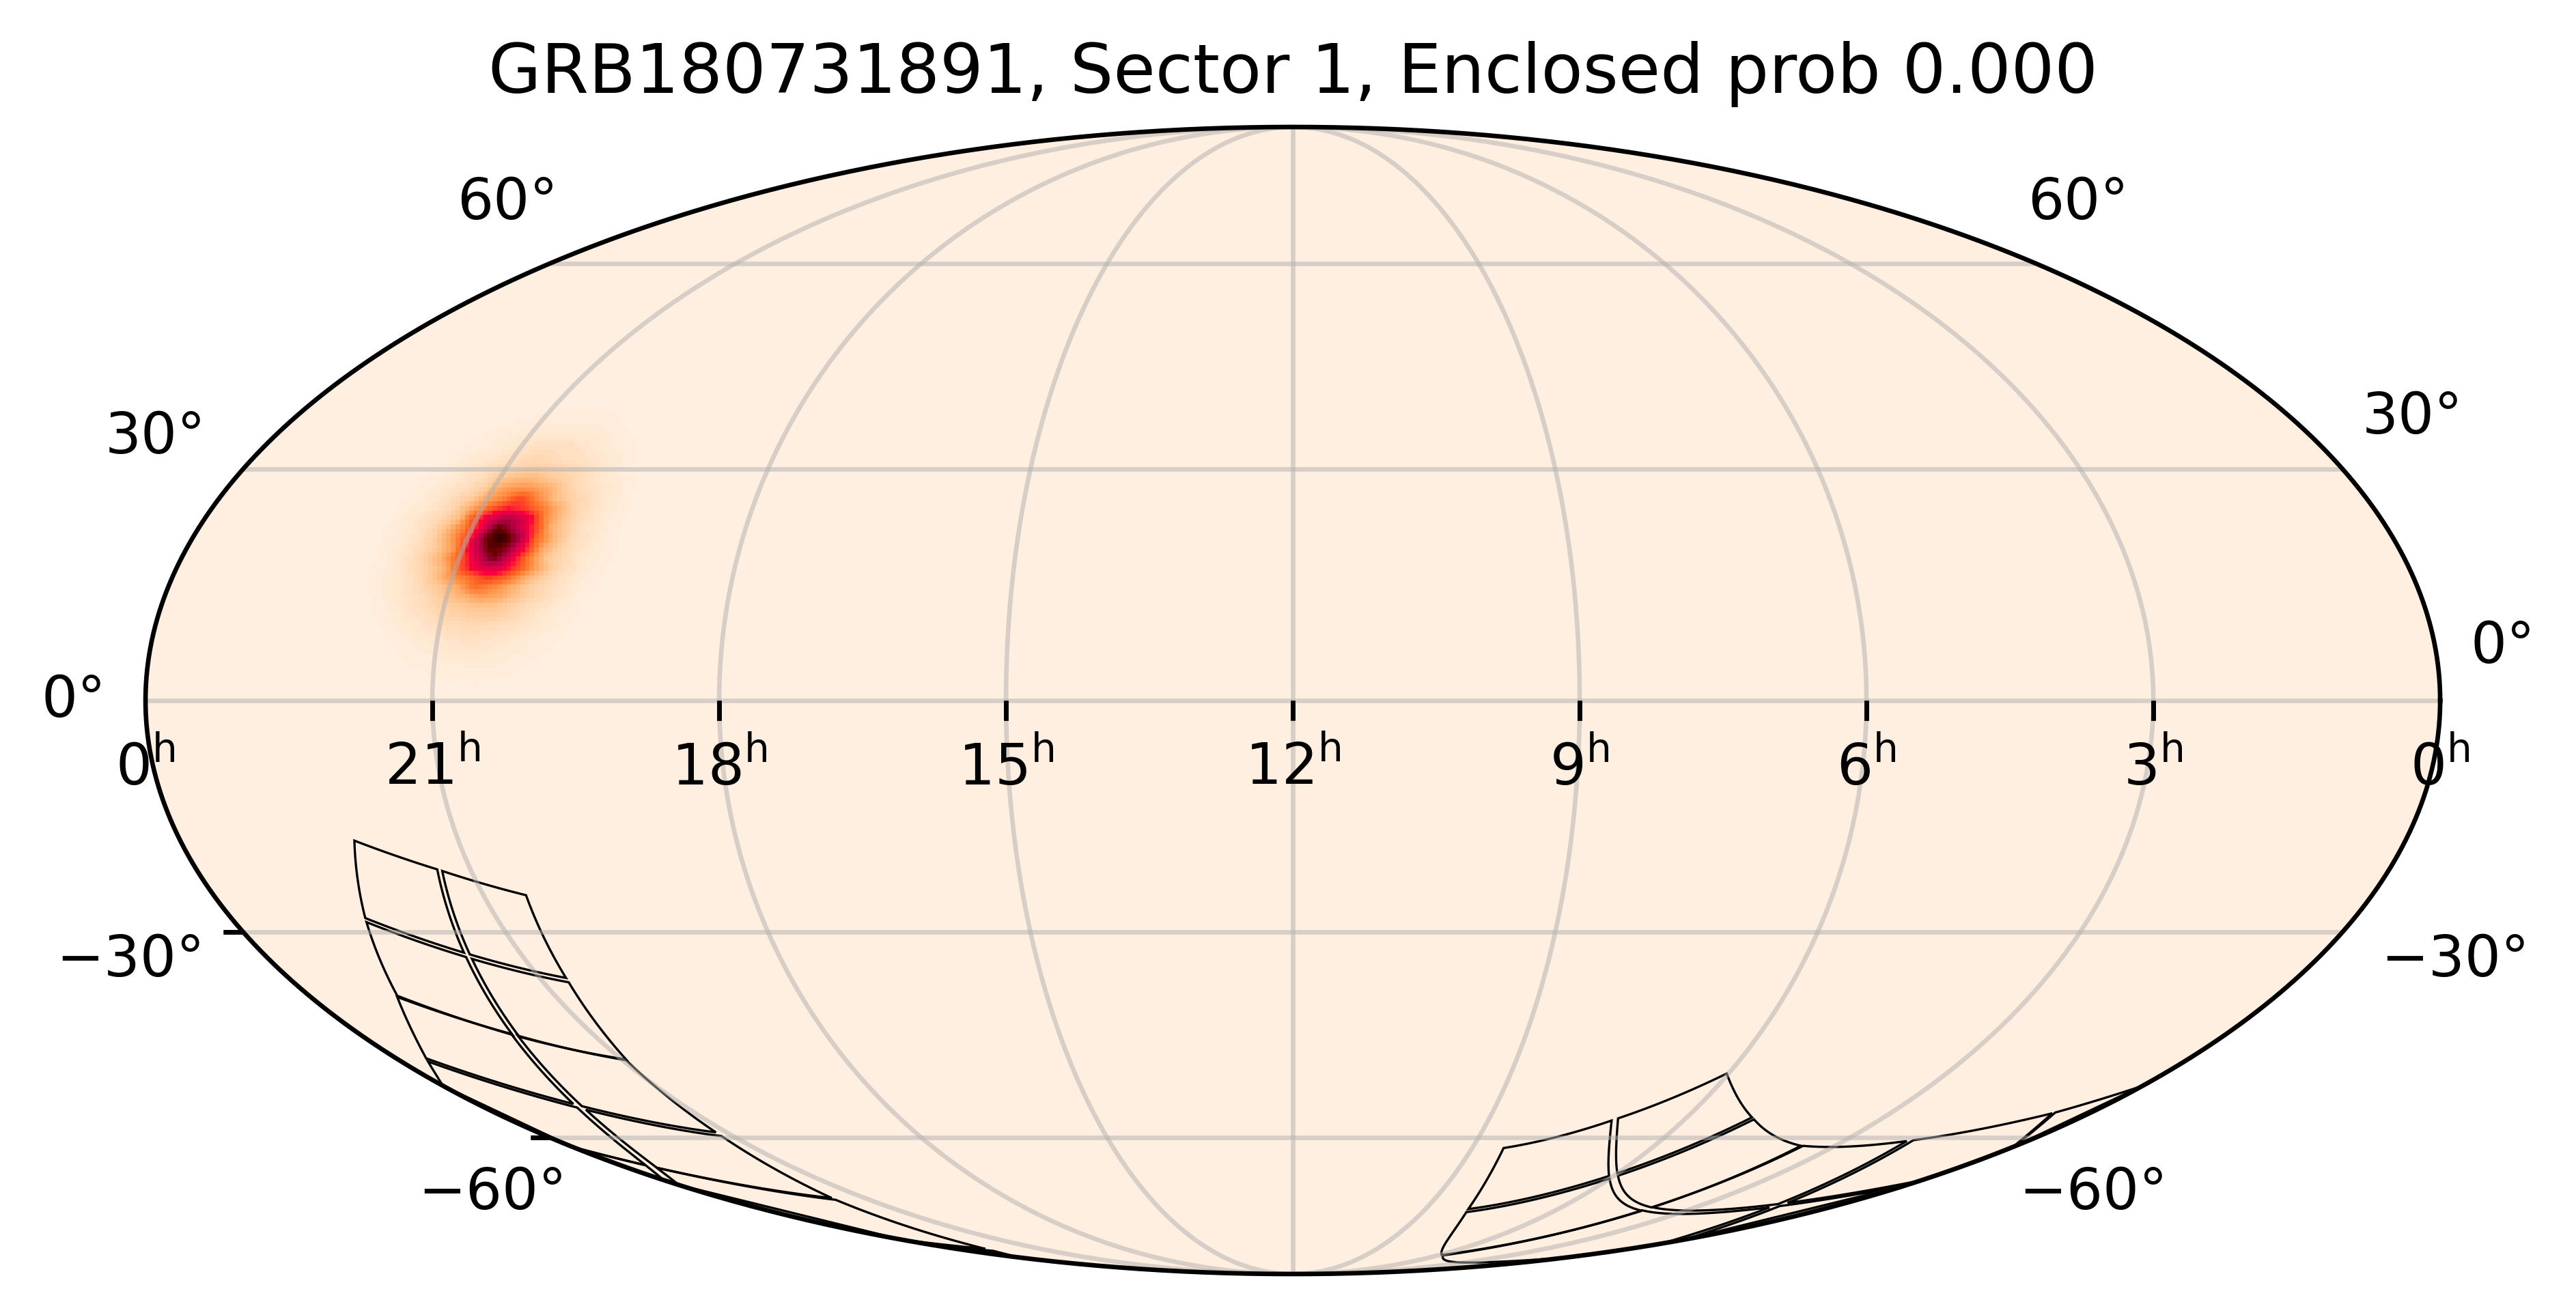 GRB180731891, Sector 1, Enclosed prob 0.000
60° 60°
30° 30°
0° 0°
0ʰ 21ʰ 18ʰ 15ʰ 12ʰ 9ʰ 6ʰ 3ʰ 0ʰ
−30° −30°
−60° −60°